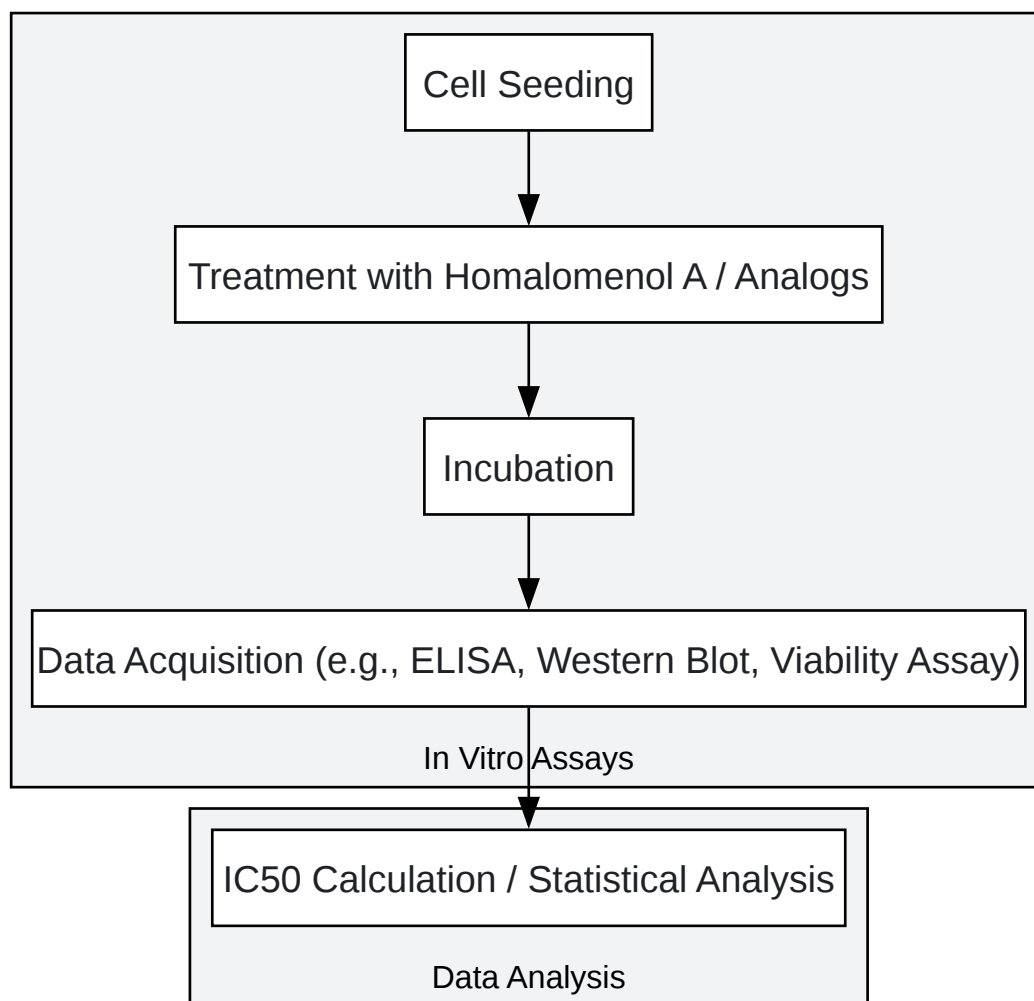 Cell Seeding
Treatment with Homalomenol A / Analogs
Incubation
Data Acquisition (e.g., ELISA, Western Blot, Viability Assay)
In Vitro Assays
IC50 Calculation / Statistical Analysis
Data Analysis